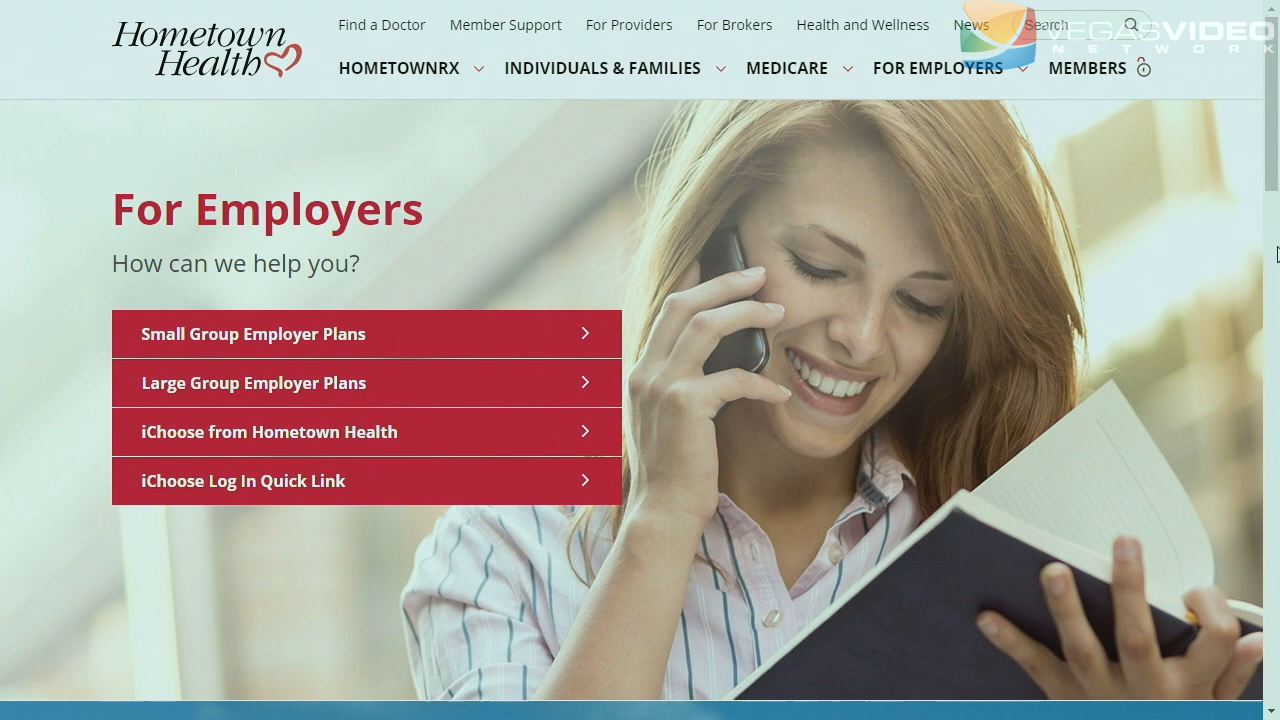 Hometown
Health
Find a Doctor Member Support For Providers For Brokers Health and Wellness News Search
VEGASVIDEO
NETWORK
HOMETOWNRX INDIVIDUALS & FAMILIES MEDICARE FOR EMPLOYERS MEMBERS
For Employers
How can we help you?
Small Group Employer Plans
Large Group Employer Plans
iChoose from Hometown Health
iChoose Log In Quick Link